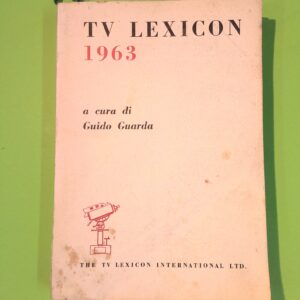 TV LEXICON
1963
a cura di
Guido Guarda
THE TV LEXICON INTERNATIONAL LTD.